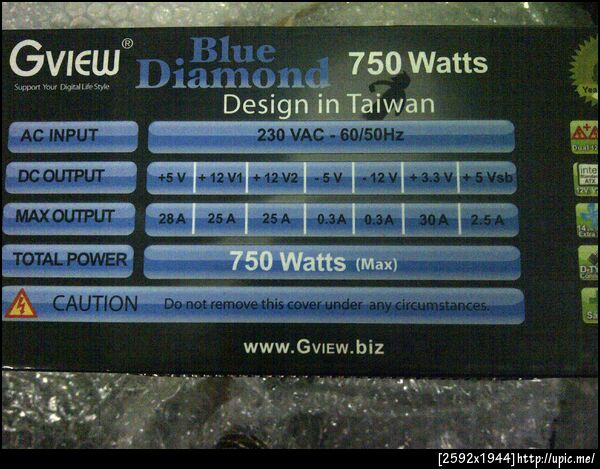 GVIEW®
Support Your Digital Life Style
Blue
Diamond
750 Watts
Design in Taiwan
AC INPUT 230 VAC - 60/50Hz
DC OUTPUT +5 V + 12 V1 + 12 V2 - 5 V - 12 V + 3.3 V + 5 Vsb
MAX OUTPUT 28 A 25 A 25 A 0.3A 0.3A 30 A 2.5 A
TOTAL POWER 750 Watts (Max)
CAUTION Do not remove this cover under any circumstances.
www.GVIEW.biz
Dual 12
[2592x1944]http://upic.me/